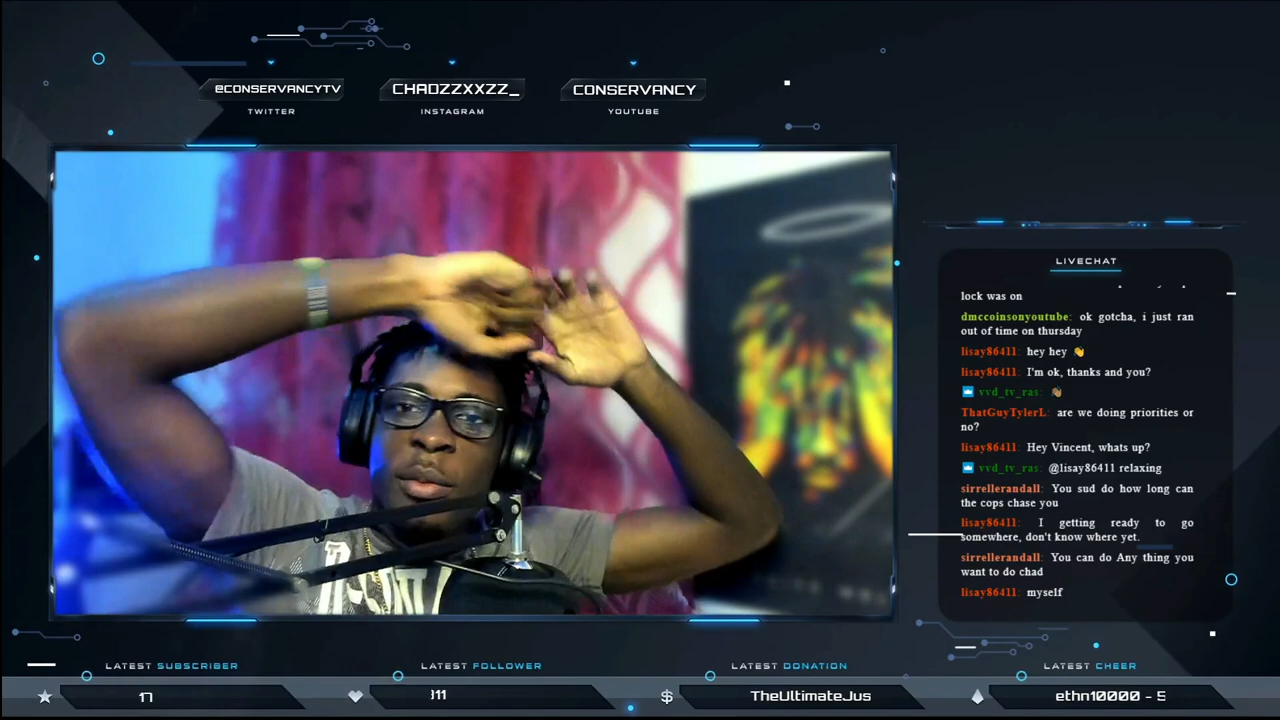 @CONSERVANCYTV
TWITTER
CHADZZXXZZ_
INSTAGRAM
CONSERVANCY
YOUTUBE
LIVECHAT
lock was on
dmccoinsonyoutube: ok gotcha, i just ran
out of time on thursday
lisay86411: hey hey 👋
lisay86411: I'm ok, thanks and you?
vvd_tv_ras: 👋🏽
ThatGuyTylerL: are we doing priorities or
no?
lisay86411: Hey Vincent, whats up?
vvd_tv_ras: @lisay86411 relaxing
sirrellerandall: You sud do how long can
the cops chase you
lisay86411: I getting ready to go
somewhere, don't know where yet.
sirrellerandall: You can do Any thing you
want to do chad
lisay86411: myself
LATEST SUBSCRIBER
17
LATEST FOLLOWER
111
LATEST DONATION
TheUltimateJus
LATEST CHEER
ethn10000 - 5